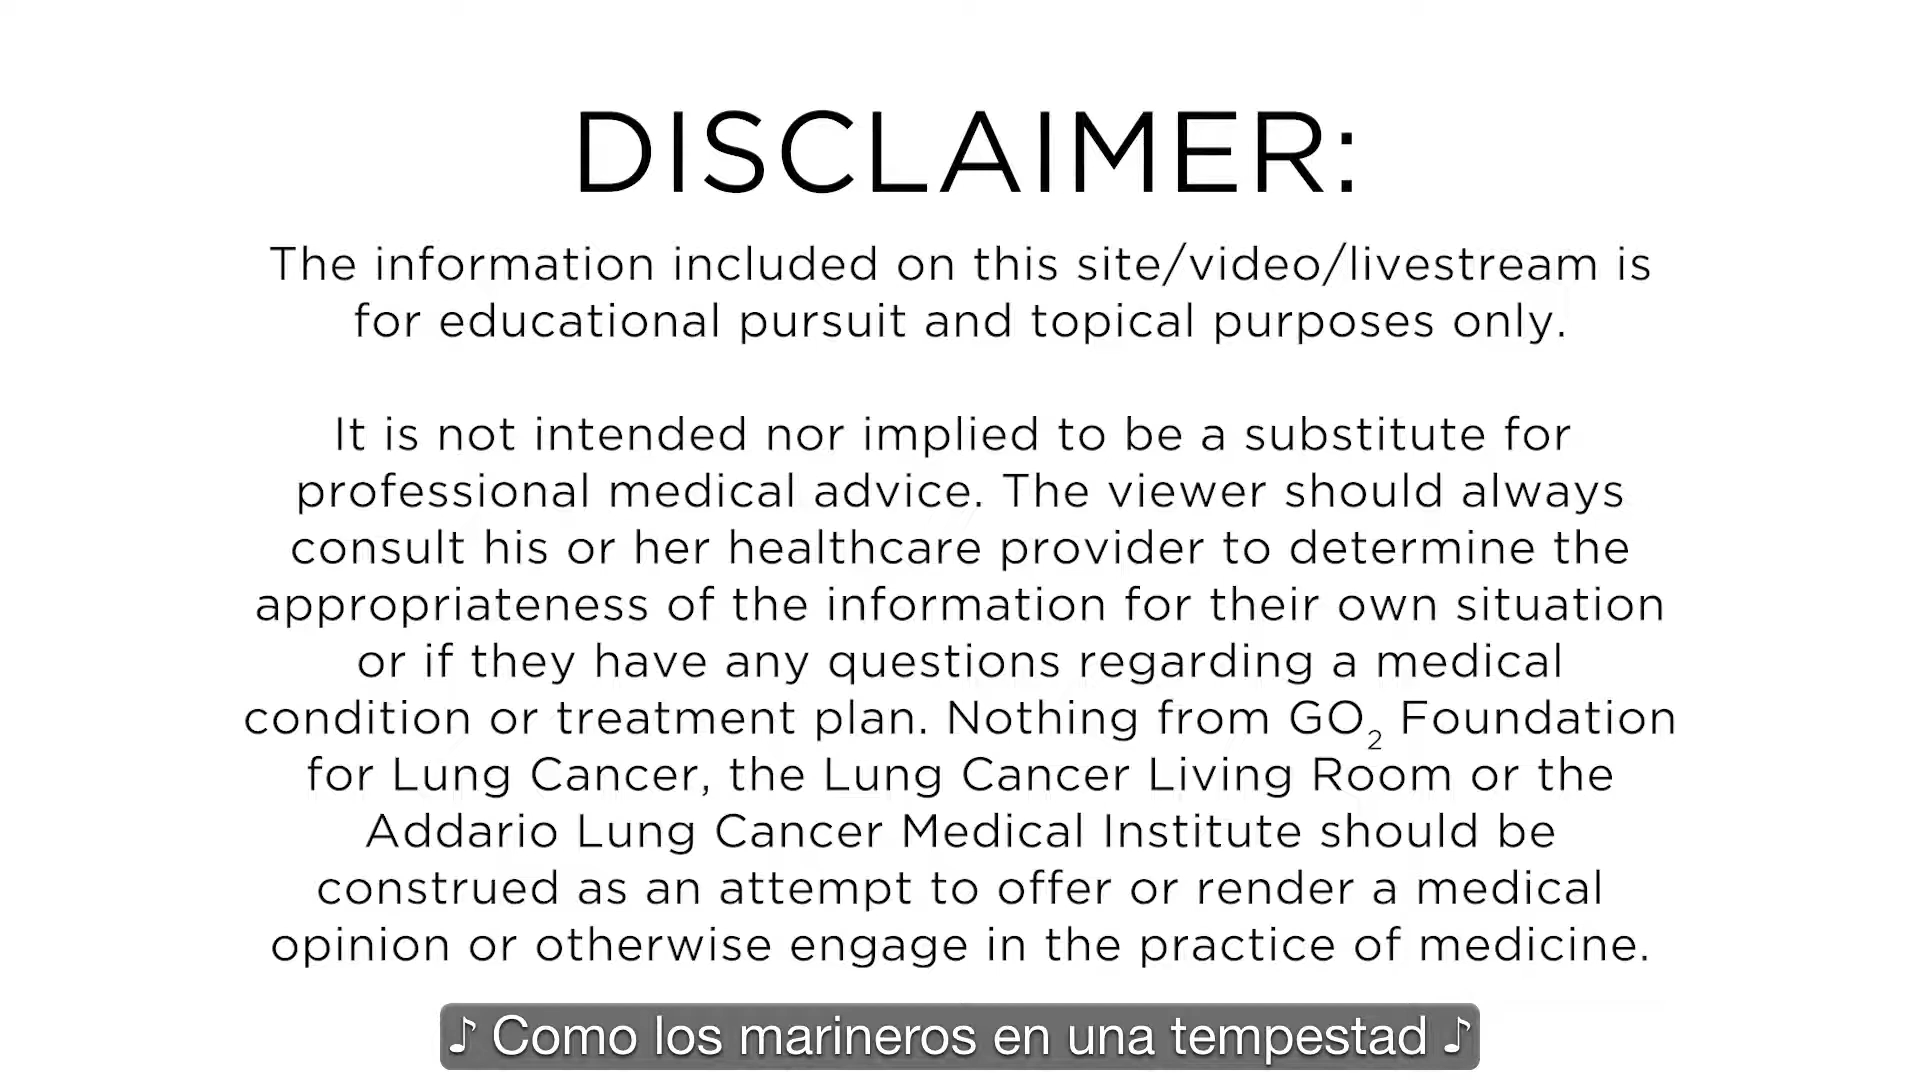 DISCLAIMER:
The information included on this site/video/livestream is
for educational pursuit and topical purposes only.
It is not intended nor implied to be a substitute for
professional medical advice. The viewer should always
consult his or her healthcare provider to determine the
appropriateness of the information for their own situation
or if they have any questions regarding a medical
condition or treatment plan. Nothing from GO₂ Foundation
for Lung Cancer, the Lung Cancer Living Room or the
Addario Lung Cancer Medical Institute should be
construed as an attempt to offer or render a medical
opinion or otherwise engage in the practice of medicine.
♪ Como los marineros en una tempestad ♪